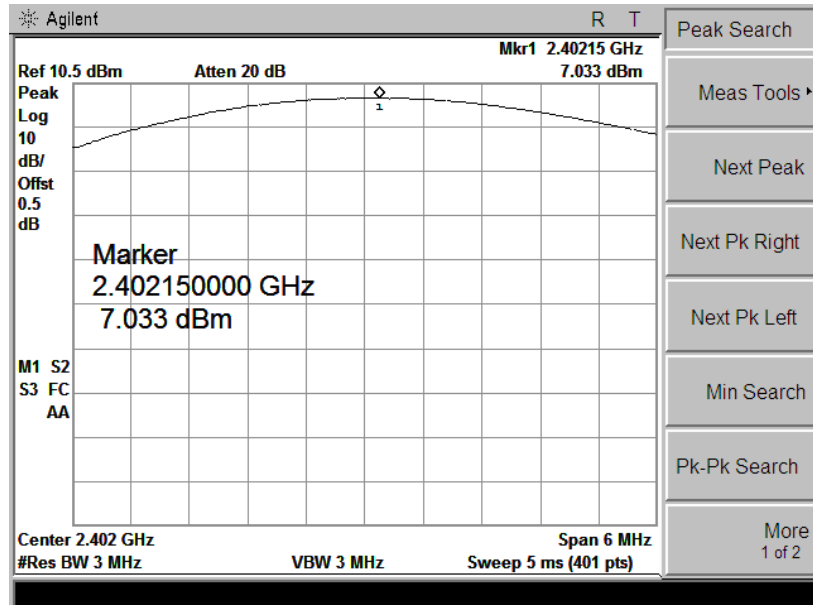 Agilent R T
Mkr1 2.40215 GHz
Ref 10.5 dBm Atten 20 dB 7.033 dBm
Peak
Log
10
dB/
Offst
0.5
dB
1
Marker
2.402150000 GHz
7.033 dBm
M1 S2
S3 FC
AA
Center 2.402 GHz Span 6 MHz
#Res BW 3 MHz VBW 3 MHz Sweep 5 ms (401 pts)
Peak Search
Meas Tools
Next Peak
Next Pk Right
Next Pk Left
Min Search
Pk-Pk Search
More
1 of 2